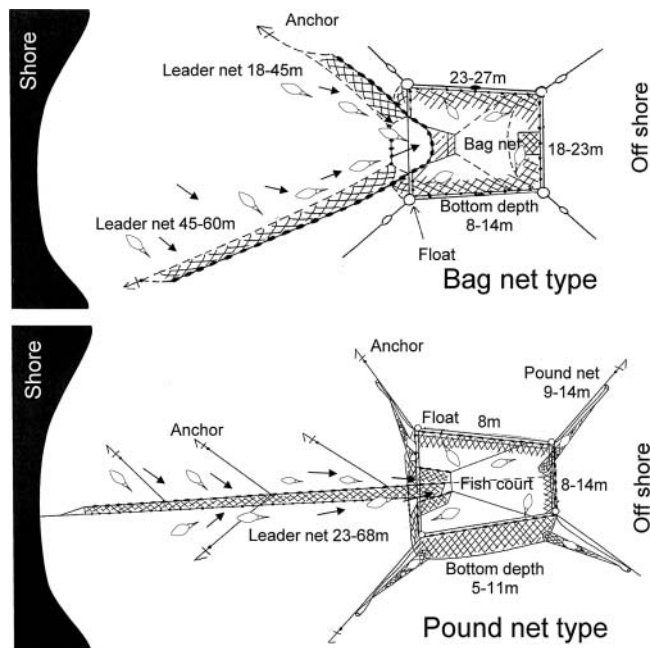 Shore
Anchor
Leader net 18-45m
23-27m
Bag net
18-23m
Off shore
Leader net 45-60m
Bottom depth
8-14m
Float
Bag net type
Shore
Anchor
Pound net
9-14m
Float
8m
Anchor
Fish court
8-14m
Off shore
Leader net 23-68m
Bottom depth
5-11m
Pound net type